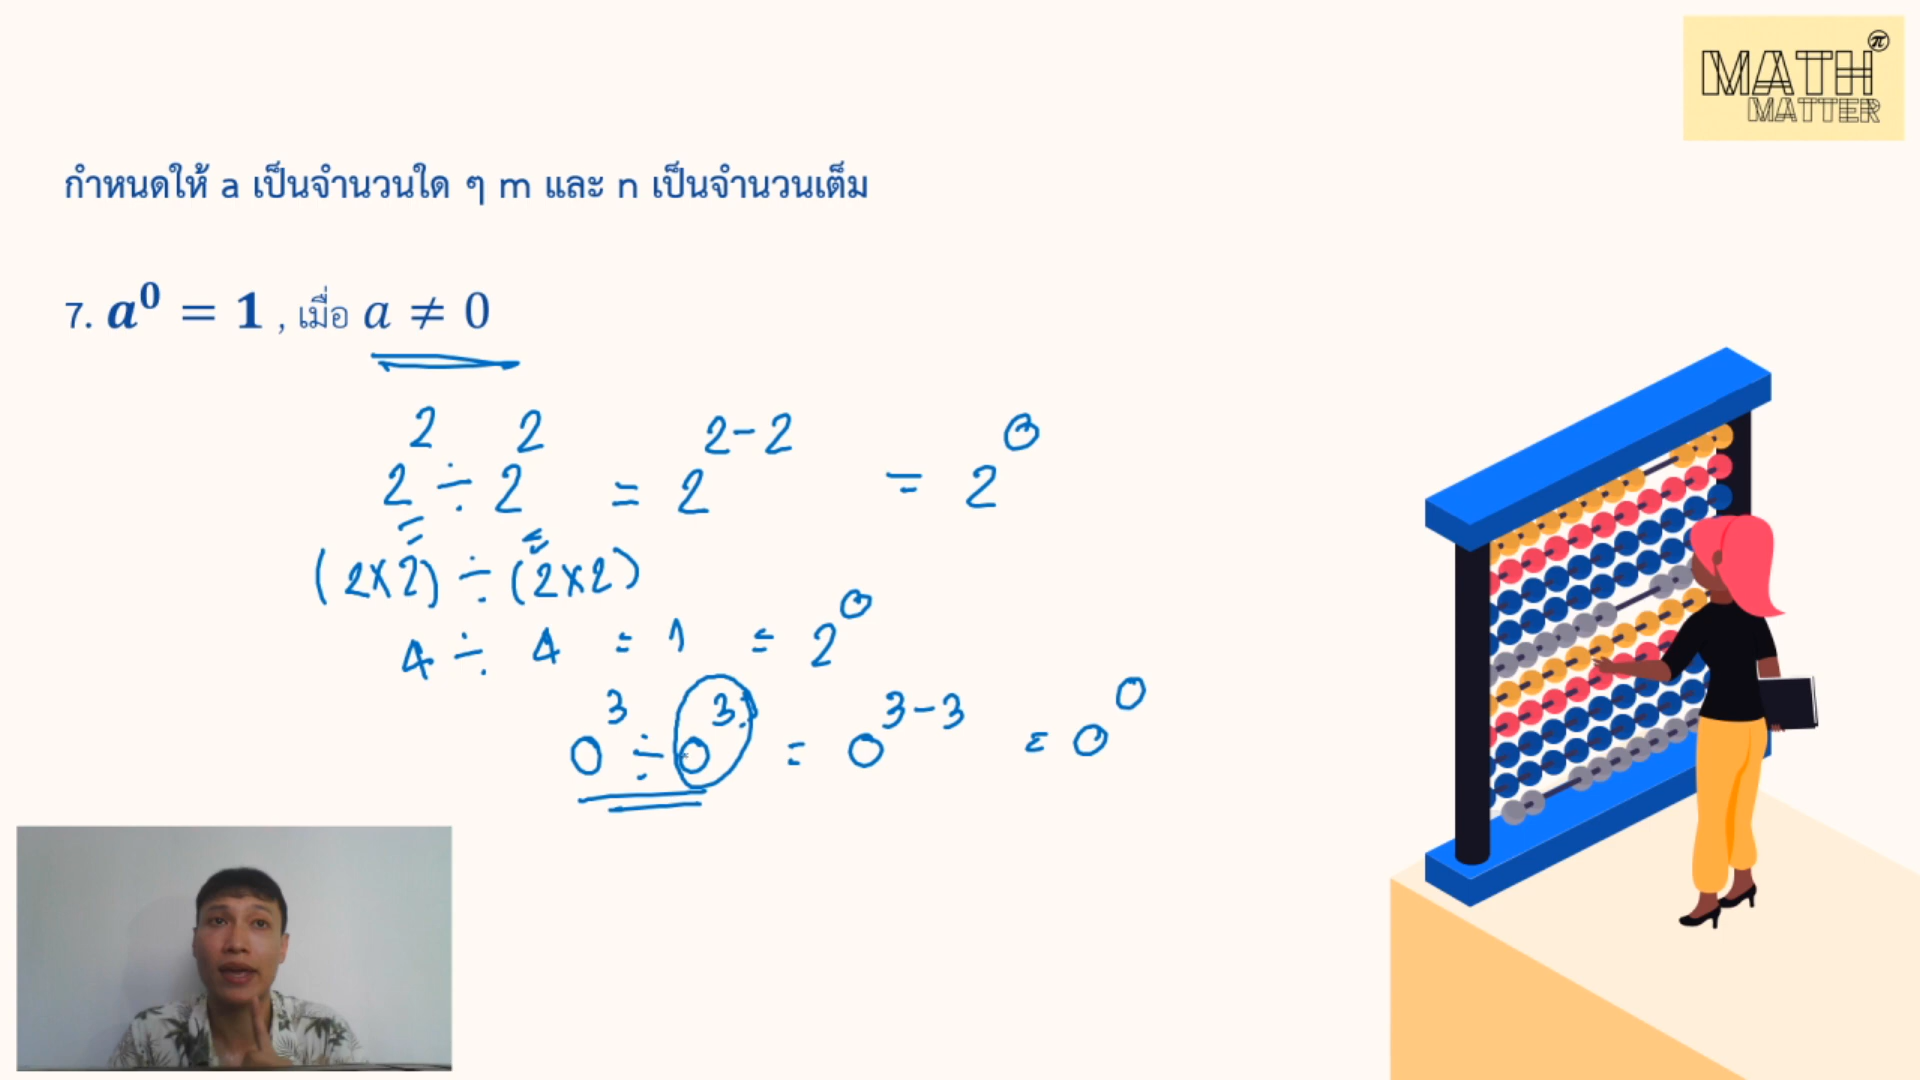 MATH π
MATTER
กำหนดให้ a เป็นจำนวนใด ๆ m และ n เป็นจำนวนเต็ม
7. a⁰ = 1 , เมื่อ a ≠ 0
2² ÷ 2² = 2²⁻² = 2⁰
(2×2) ÷ (2×2)
4 ÷ 4 = 1 = 2⁰
0³ ÷ 0³ = 0³⁻³ = 0⁰